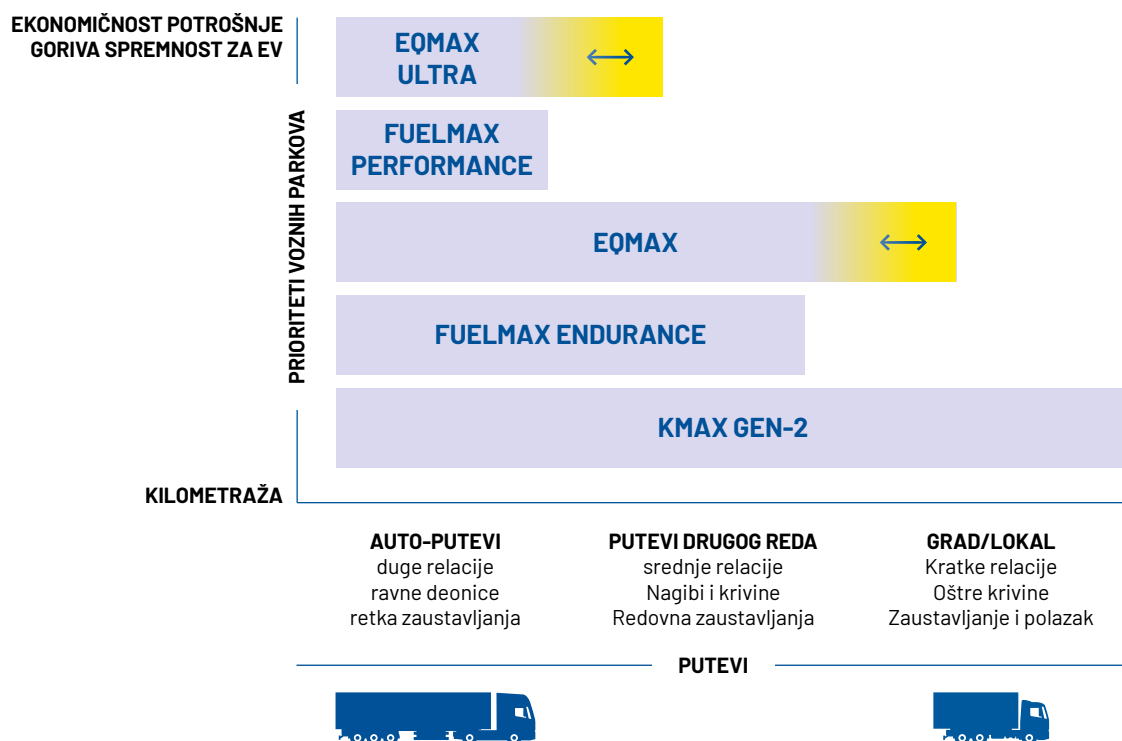 EKONOMIČNOST POTROŠNJE
GORIVA SPREMNOST ZA EV
PRIORITETI VOZNIH PARKOVA
KILOMETRAŽA
EQMAX
ULTRA
FUELMAX
PERFORMANCE
EQMAX
FUELMAX ENDURANCE
KMAX GEN-2
AUTO-PUTEVI
duge relacije
ravne deonice
retka zaustavljanja
PUTEVI DRUGOG REDA
srednje relacije
Nagibi i krivine
Redovna zaustavljanja
GRAD/LOKAL
Kratke relacije
Oštre krivine
Zaustavljanje i polazak
PUTEVI